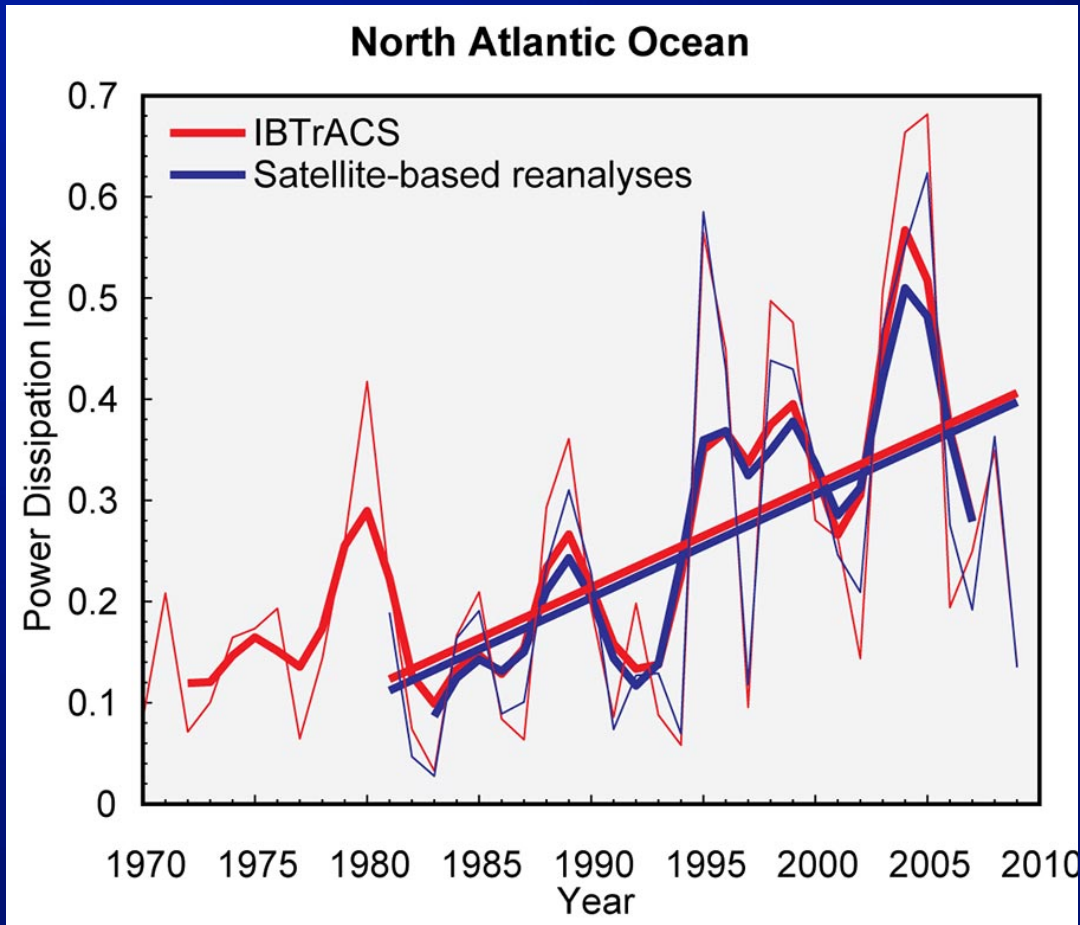 North Atlantic Ocean
0.7
IBTrACS
Satellite-based reanalyses
0.6
0.5
0.4
0.3
0.2
0.1
0
Power Dissipation Index
1970 1975 1980 1985 1990 1995 2000 2005 2010
Year